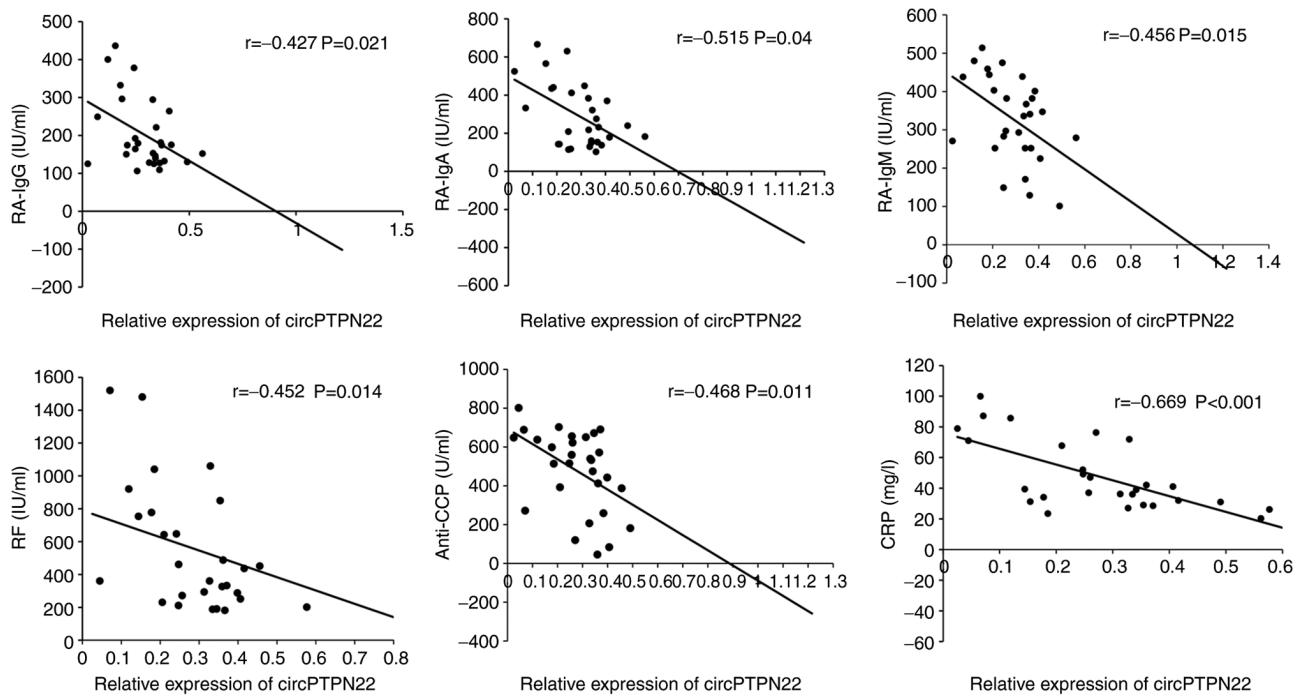 500
400
300
200
100
0
−100
−200
RA-IgG (IU/ml)
r=−0.427 P=0.021
0 0.5 1 1.5
Relative expression of circPTPN22
800
600
400
200
0
−200
−400
−600
RA-IgA (IU/ml)
r=−0.515 P=0.04
0 0.1 0.2 0.3 0.4 0.5 0.6 0.7 0.8 0.9 1 1.1 1.2 1.3
Relative expression of circPTPN22
600
500
400
300
200
100
0
−100
RA-IgM (IU/ml)
r=−0.456 P=0.015
0 0.2 0.4 0.6 0.8 1 1.2 1.4
Relative expression of circPTPN22
1600
1400
1200
1000
800
600
400
200
0
RF (IU/ml)
r=−0.452 P=0.014
0 0.1 0.2 0.3 0.4 0.5 0.6 0.7 0.8
Relative expression of circPTPN22
1000
800
600
400
200
0
−200
−400
Anti-CCP (U/ml)
r=−0.468 P=0.011
0 0.1 0.2 0.3 0.4 0.5 0.6 0.7 0.8 0.9 1 1.1 1.2 1.3
Relative expression of circPTPN22
120
100
80
60
40
20
0
−20
−40
−60
CRP (mg/l)
r=−0.669 P<0.001
0 0.1 0.2 0.3 0.4 0.5 0.6
Relative expression of circPTPN22